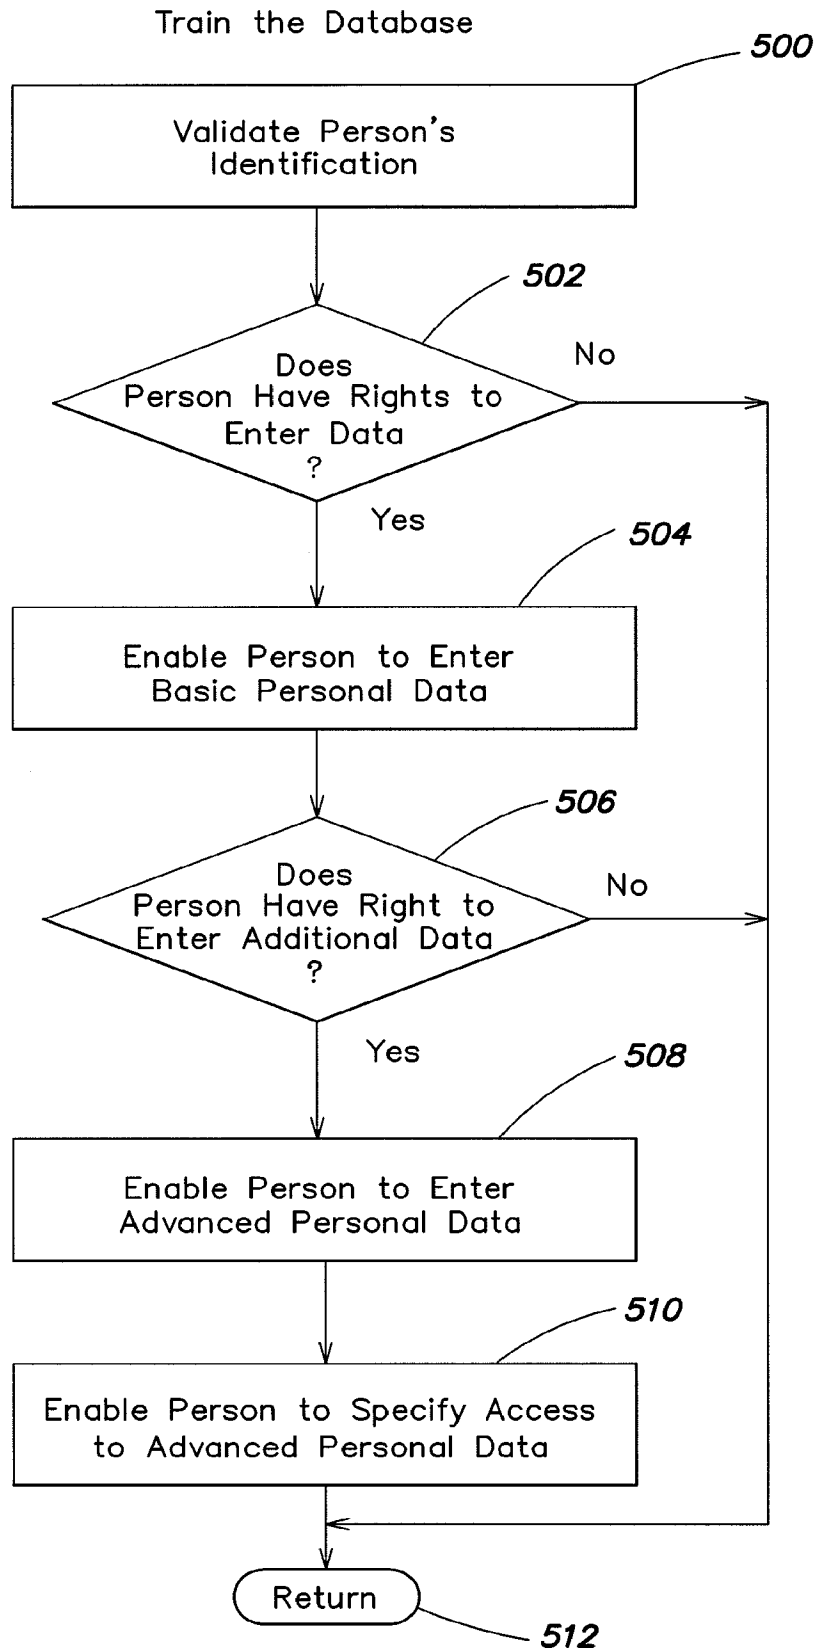 Train the Database
500
Validate Person's
Identification
502
Does
Person Have Rights to
Enter Data
?
No
Yes
504
Enable Person to Enter
Basic Personal Data
506
Does
Person Have Right to
Enter Additional Data
?
No
Yes
508
Enable Person to Enter
Advanced Personal Data
510
Enable Person to Specify Access
to Advanced Personal Data
Return
512